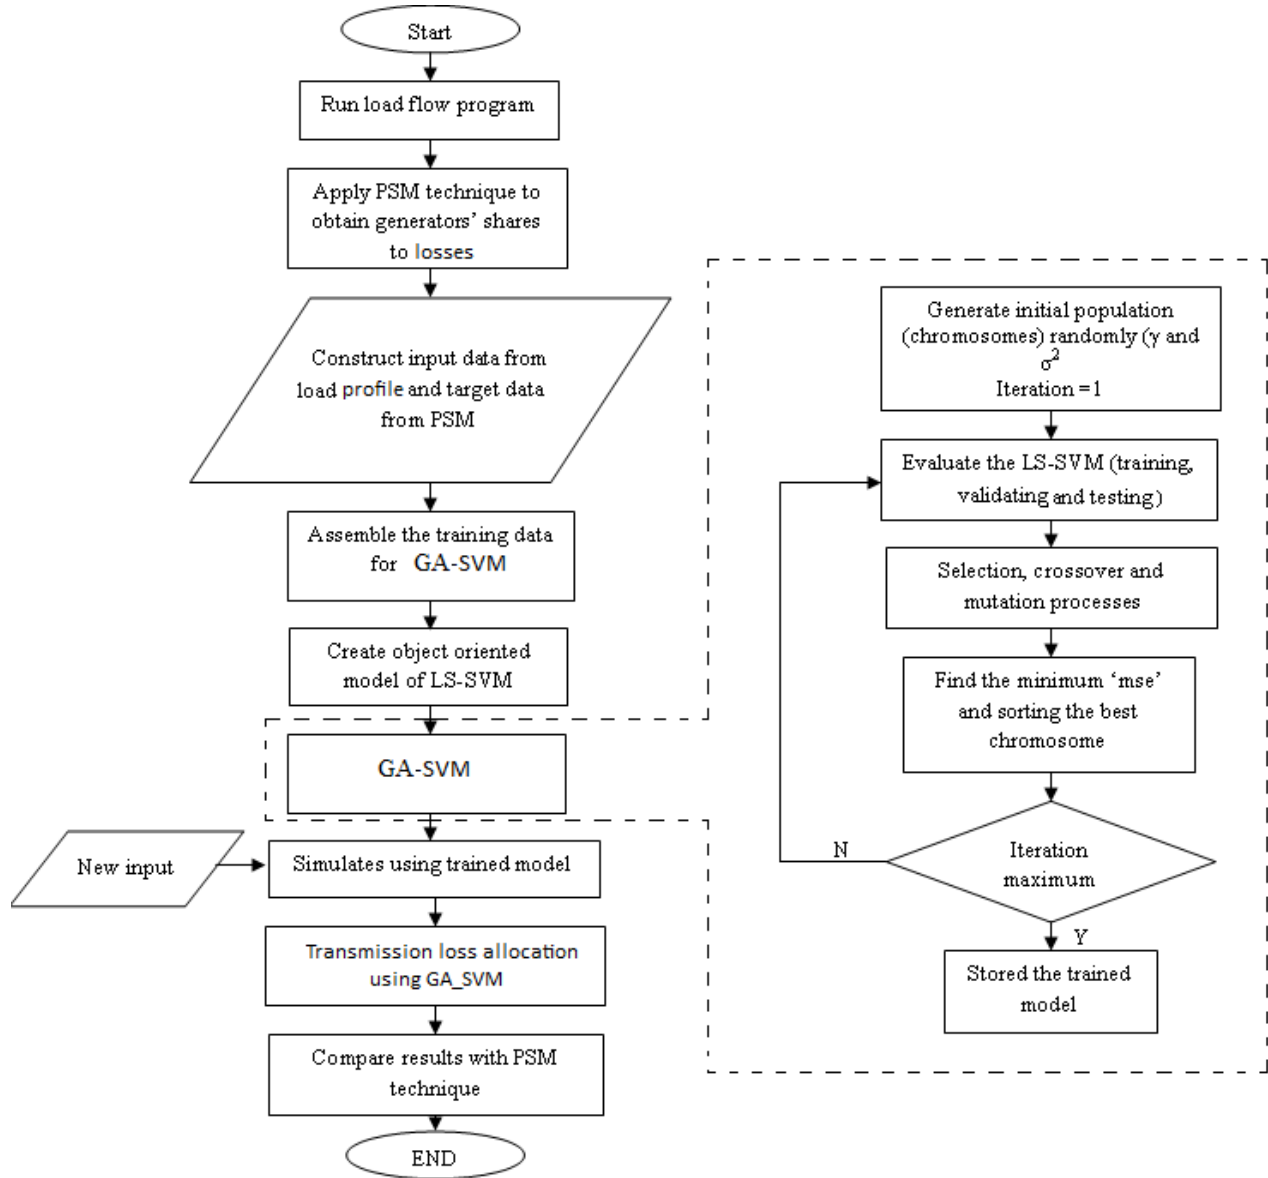 Start
Run load flow program
Apply PSM technique to
obtain generators’ shares
to losses
Construct input data from
load profile and target data
from PSM
Assemble the training data
for GA-SVM
Create object oriented
model of LS-SVM
GA-SVM
New input
Simulates using trained model
Transmission loss allocation
using GA_SVM
Compare results with PSM
technique
END
Generate initial population
(chromosomes) randomly (γ and
σ²
Iteration =1
Evaluate the LS-SVM (training,
validating and testing)
Selection, crossover and
mutation processes
Find the minimum ‘mse’
and sorting the best
chromosome
Iteration
maximum
N
Y
Stored the trained
model